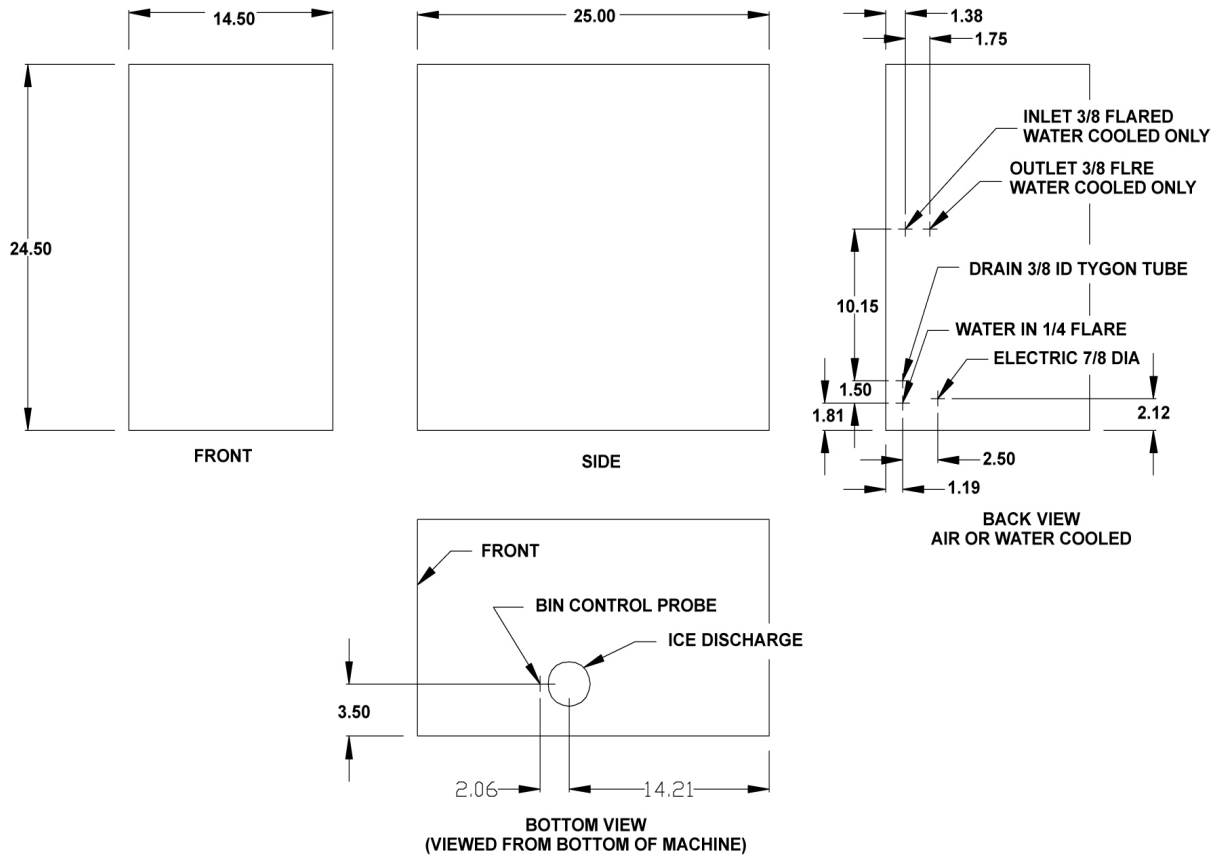 14.50
25.00
1.38
1.75
INLET 3/8 FLARED
WATER COOLED ONLY
OUTLET 3/8 FLRE
WATER COOLED ONLY
24.50
DRAIN 3/8 ID TYGON TUBE
10.15
WATER IN 1/4 FLARE
ELECTRIC 7/8 DIA
1.50
1.81
2.12
FRONT
SIDE
2.50
1.19
BACK VIEW
AIR OR WATER COOLED
FRONT
BIN CONTROL PROBE
ICE DISCHARGE
3.50
2.06
14.21
BOTTOM VIEW
(VIEWED FROM BOTTOM OF MACHINE)